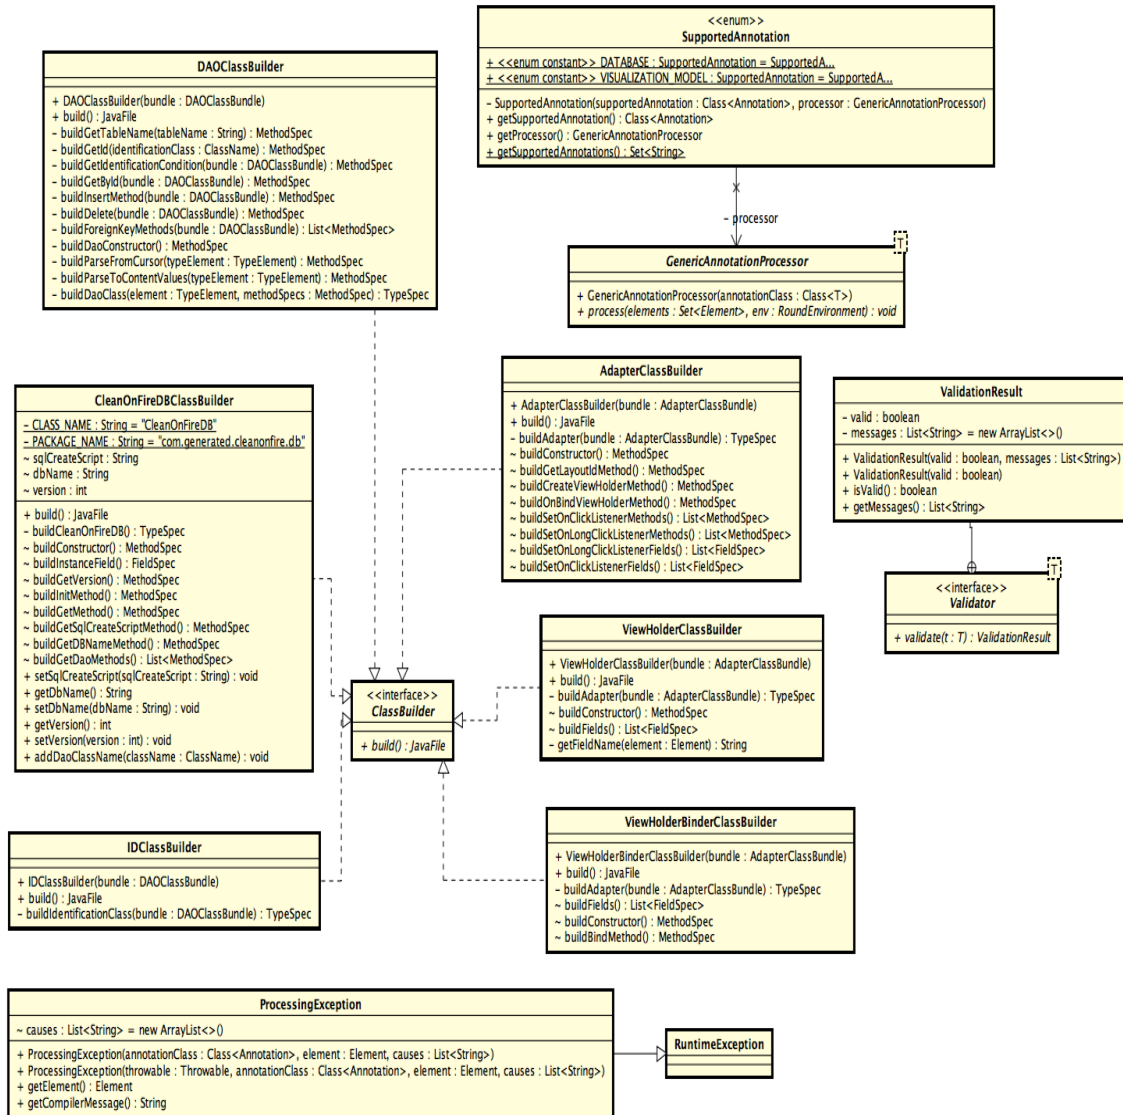 <<enum>>
SupportedAnnotation
+ <<enum constant>> DATABASE : SupportedAnnotation = SupportedA...
+ <<enum constant>> VISUALIZATION_MODEL : SupportedAnnotation = SupportedA...
- SupportedAnnotation(supportedAnnotation : Class<Annotation>, processor : GenericAnnotationProcessor)
+ getSupportedAnnotation() : Class<Annotation>
+ getProcessor() : GenericAnnotationProcessor
+ getSupportedAnnotations() : Set<String>
DAOClassBuilder
+ DAOClassBuilder(bundle : DAOClassBundle)
+ build() : JavaFile
- buildGetTableName(tableName : String) : MethodSpec
- buildGetId(identificationClass : ClassName) : MethodSpec
- buildGetIdentificationCondition(bundle : DAOClassBundle) : MethodSpec
- buildGetById(bundle : DAOClassBundle) : MethodSpec
- buildInsertMethod(bundle : DAOClassBundle) : MethodSpec
- buildDelete(bundle : DAOClassBundle) : MethodSpec
- buildForeignKeyMethods(bundle : DAOClassBundle) : List<MethodSpec>
- buildDaoConstructor() : MethodSpec
- buildParseFromCursor(typeElement : TypeElement) : MethodSpec
- buildParseToContentValues(typeElement : TypeElement) : MethodSpec
- buildDaoClass(element : TypeElement, methodSpecs : MethodSpec) : TypeSpec
- processor
T
GenericAnnotationProcessor
+ GenericAnnotationProcessor(annotationClass : Class<T>)
+ process(elements : Set<Element>, env : RoundEnvironment) : void
CleanOnFireDBClassBuilder
- CLASS_NAME : String = "CleanOnFireDB"
- PACKAGE_NAME : String = "com.generated.cleanonfire.db"
~ sqlCreateScript : String
~ dbName : String
~ version : int
+ build() : JavaFile
- buildCleanOnFireDB() : TypeSpec
~ buildConstructor() : MethodSpec
~ buildInstanceField() : FieldSpec
~ buildGetVersion() : MethodSpec
~ buildInitMethod() : MethodSpec
~ buildGetMethod() : MethodSpec
~ buildGetSqlCreateScriptMethod() : MethodSpec
~ buildGetDBNameMethod() : MethodSpec
~ buildGetDaoMethods() : List<MethodSpec>
+ setSqlCreateScript(sqlCreateScript : String) : void
+ getDbName() : String
+ setDbName(dbName : String) : void
+ getVersion() : int
+ setVersion(version : int) : void
+ addDaoClassName(className : ClassName) : void
AdapterClassBuilder
+ AdapterClassBuilder(bundle : AdapterClassBundle)
+ build() : JavaFile
- buildAdapter(bundle : AdapterClassBundle) : TypeSpec
~ buildConstructor() : MethodSpec
~ buildGetLayoutIdMethod() : MethodSpec
~ buildCreateViewHolderMethod() : MethodSpec
~ buildOnBindViewHolderMethod() : MethodSpec
~ buildSetOnClickListenerMethods() : List<MethodSpec>
~ buildSetOnLongClickListenerMethods() : List<MethodSpec>
~ buildSetOnLongClickListenerFields() : List<FieldSpec>
~ buildSetOnClickListenerFields() : List<FieldSpec>
ValidationResult
- valid : boolean
- messages : List<String> = new ArrayList<>()
+ ValidationResult(valid : boolean, messages : List<String>)
+ ValidationResult(valid : boolean)
+ isValid() : boolean
+ getMessages() : List<String>
T
<<interface>>
Validator
+ validate(t : T) : ValidationResult
<<interface>>
ClassBuilder
+ build() : JavaFile
ViewHolderClassBuilder
+ ViewHolderClassBuilder(bundle : AdapterClassBundle)
+ build() : JavaFile
- buildAdapter(bundle : AdapterClassBundle) : TypeSpec
~ buildConstructor() : MethodSpec
~ buildFields() : List<FieldSpec>
- getFieldName(element : Element) : String
IDClassBuilder
+ IDClassBuilder(bundle : DAOClassBundle)
+ build() : JavaFile
- buildIdentificationClass(bundle : DAOClassBundle) : TypeSpec
ViewHolderBinderClassBuilder
+ ViewHolderBinderClassBuilder(bundle : AdapterClassBundle)
+ build() : JavaFile
- buildAdapter(bundle : AdapterClassBundle) : TypeSpec
~ buildFields() : List<FieldSpec>
~ buildConstructor() : MethodSpec
~ buildBindMethod() : MethodSpec
ProcessingException
~ causes : List<String> = new ArrayList<>()
+ ProcessingException(annotationClass : Class<Annotation>, element : Element, causes : List<String>)
+ ProcessingException(throwable : Throwable, annotationClass : Class<Annotation>, element : Element, causes : List<String>)
+ getElement() : Element
+ getCompilerMessage() : String
RuntimeException